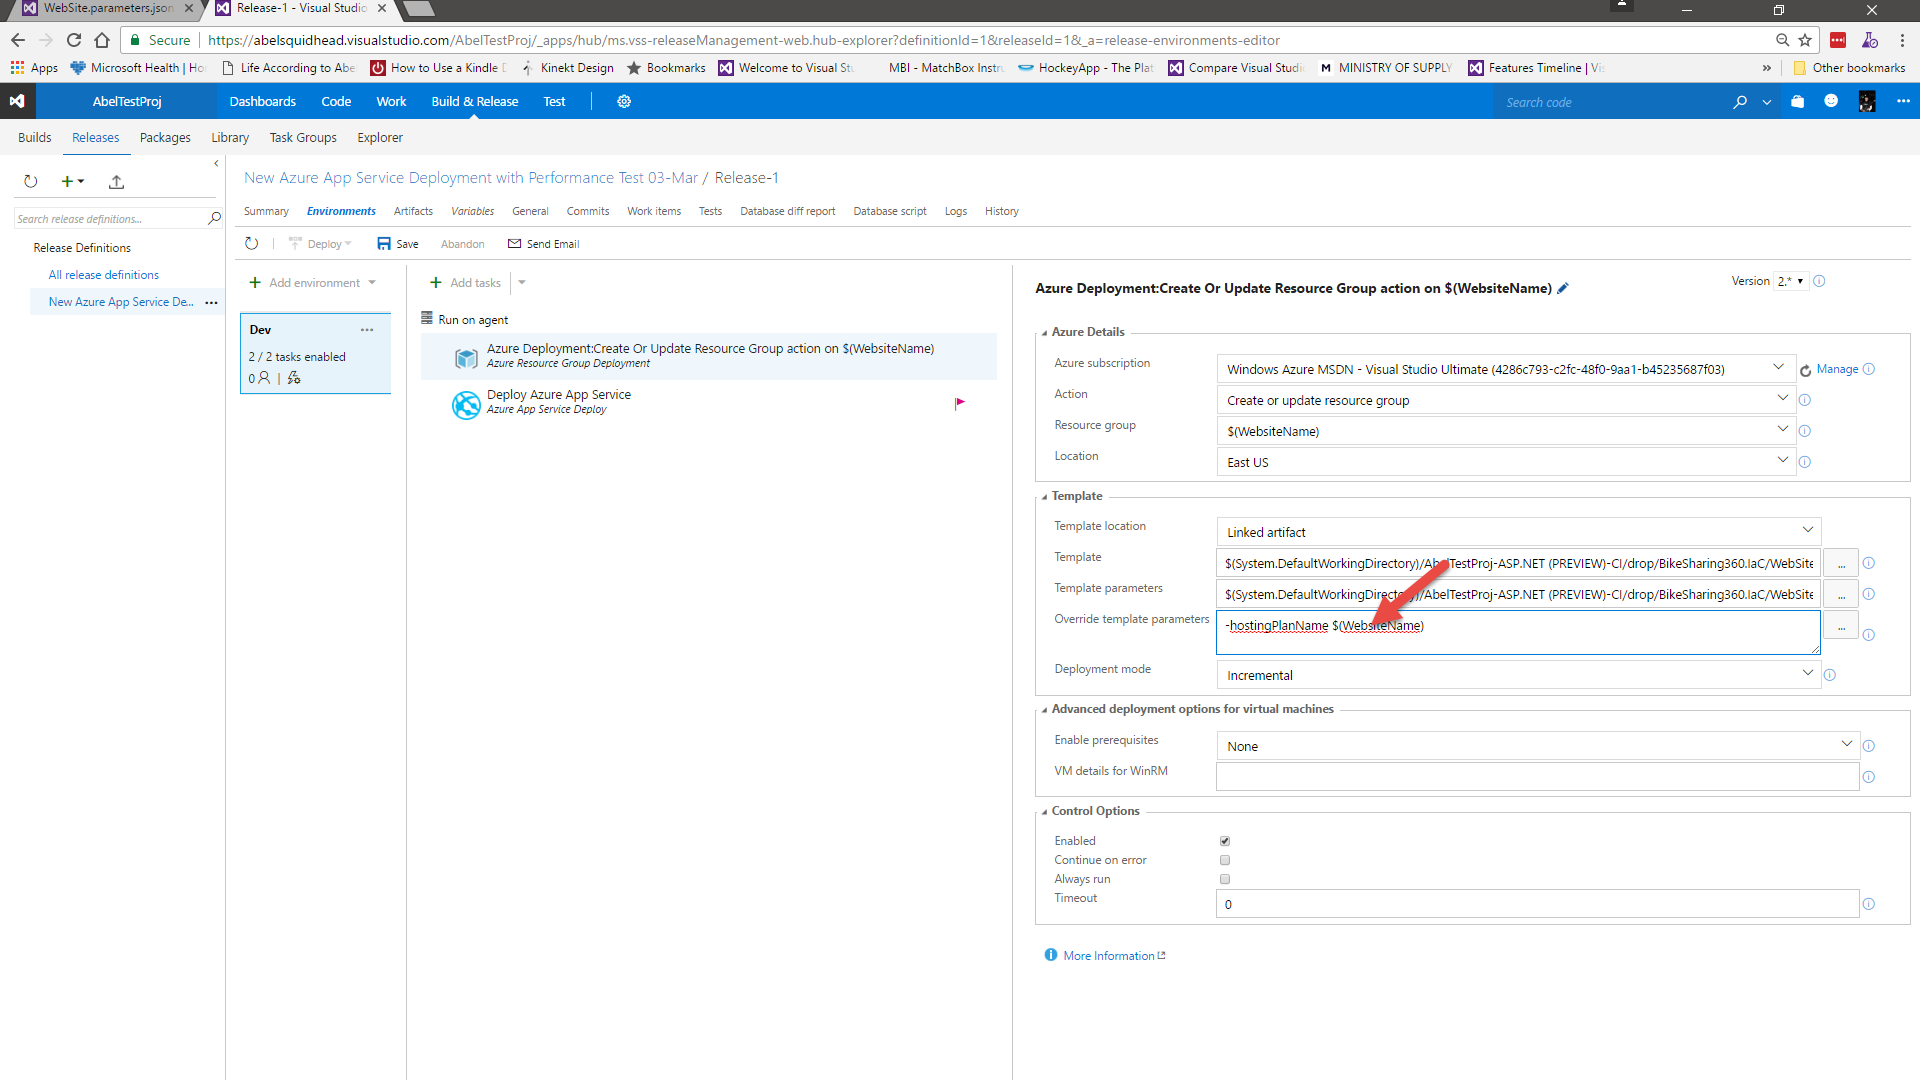 WebSite.parameters.json
Release-1 - Visual Studio
Secure
https://abelsquidhead.visualstudio.com/AbelTestProj/_apps/hub/ms.vss-releaseManagement-web.hub-explorer?definitionId=1&releaseId=1&_a=release-environments-editor
Apps
Microsoft Health | Ho
Life According to Abe
How to Use a Kindle
Kinekt Design
Bookmarks
Welcome to Visual Stu
MBI - MatchBox Instru
HockeyApp - The Plat
Compare Visual Studi
M MINISTRY OF SUPPLY
Features Timeline | Vis
»
Other bookmarks
AbelTestProj
Dashboards
Code
Work
Build & Release
Test
Search code
Builds
Releases
Packages
Library
Task Groups
Explorer
New Azure App Service Deployment with Performance Test 03-Mar / Release-1
Summary
Environments
Artifacts
Variables
General
Commits
Work items
Tests
Database diff report
Database script
Logs
History
Search release definitions...
Deploy
Save
Abandon
Send Email
Release Definitions
All release definitions
New Azure App Service De...
Add environment
Dev
2 / 2 tasks enabled
0
Add tasks
Run on agent
Azure Deployment:Create Or Update Resource Group action on $(WebsiteName)
Azure Resource Group Deployment
Deploy Azure App Service
Azure App Service Deploy
Azure Deployment:Create Or Update Resource Group action on $(WebsiteName)
Version 2.*
Azure Details
Azure subscription
Windows Azure MSDN - Visual Studio Ultimate (4286c793-c2fc-48f0-9aa1-b45235687f03)
Manage
Action
Create or update resource group
Resource group
$(WebsiteName)
Location
East US
Template
Template location
Linked artifact
Template
$(System.DefaultWorkingDirectory)/AbelTestProj-ASP.NET (PREVIEW)-CI/drop/BikeSharing360.IaC/WebSite
...
Template parameters
$(System.DefaultWorkingDirectory)/AbelTestProj-ASP.NET (PREVIEW)-CI/drop/BikeSharing360.IaC/WebSite
...
Override template parameters
-hostingPlanName $(WebsiteName)
...
Deployment mode
Incremental
Advanced deployment options for virtual machines
Enable prerequisites
None
VM details for WinRM
Control Options
Enabled
Continue on error
Always run
Timeout
0
More Information